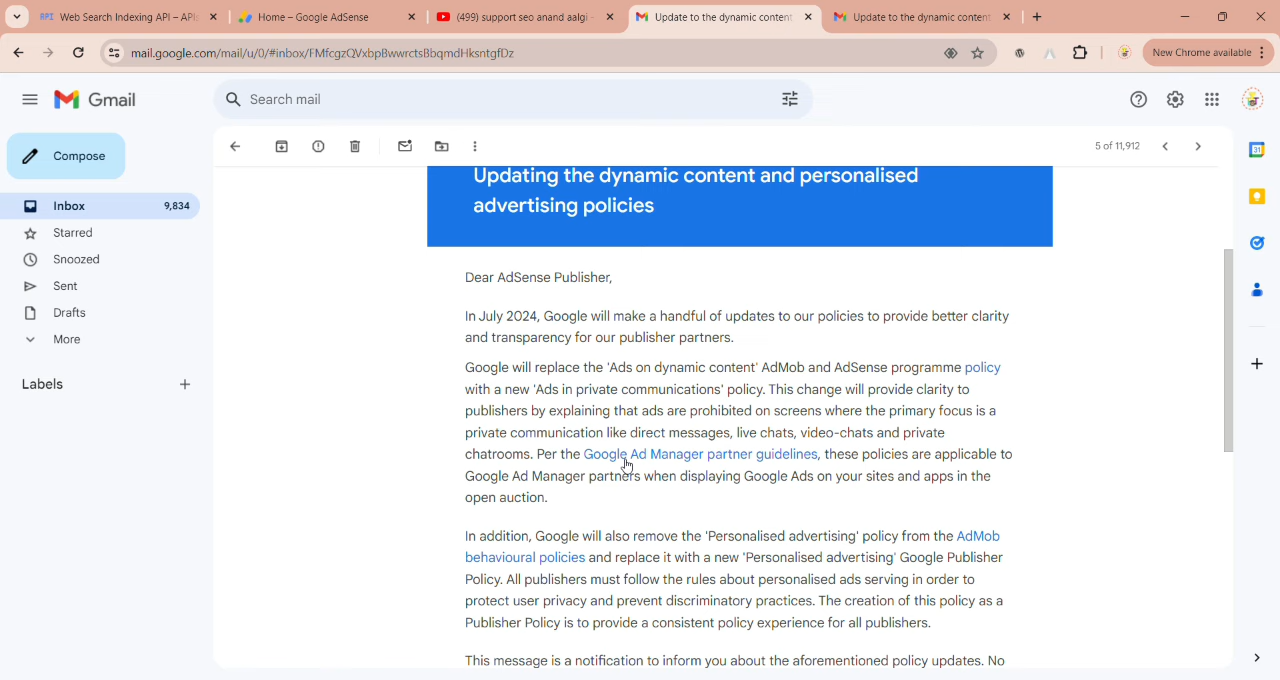 Web Search Indexing API – API
Home – Google AdSense
(499) support seo anand aalgi -
Update to the dynamic content
Update to the dynamic content
mail.google.com/mail/u/0/#inbox/FMfcgzQVxbpBwwrctsBbqmdHksntgfDz
New Chrome available
Gmail
Search mail
Compose
5 of 11,912
Inbox 9,834
Starred
Snoozed
Sent
Drafts
More
Labels
Updating the dynamic content and personalised
advertising policies
Dear AdSense Publisher,
In July 2024, Google will make a handful of updates to our policies to provide better clarity
and transparency for our publisher partners.
Google will replace the 'Ads on dynamic content' AdMob and AdSense programme policy
with a new 'Ads in private communications' policy. This change will provide clarity to
publishers by explaining that ads are prohibited on screens where the primary focus is a
private communication like direct messages, live chats, video-chats and private
chatrooms. Per the Google Ad Manager partner guidelines, these policies are applicable to
Google Ad Manager partners when displaying Google Ads on your sites and apps in the
open auction.
In addition, Google will also remove the 'Personalised advertising' policy from the AdMob
behavioural policies and replace it with a new 'Personalised advertising' Google Publisher
Policy. All publishers must follow the rules about personalised ads serving in order to
protect user privacy and prevent discriminatory practices. The creation of this policy as a
Publisher Policy is to provide a consistent policy experience for all publishers.
This message is a notification to inform you about the aforementioned policy updates. No